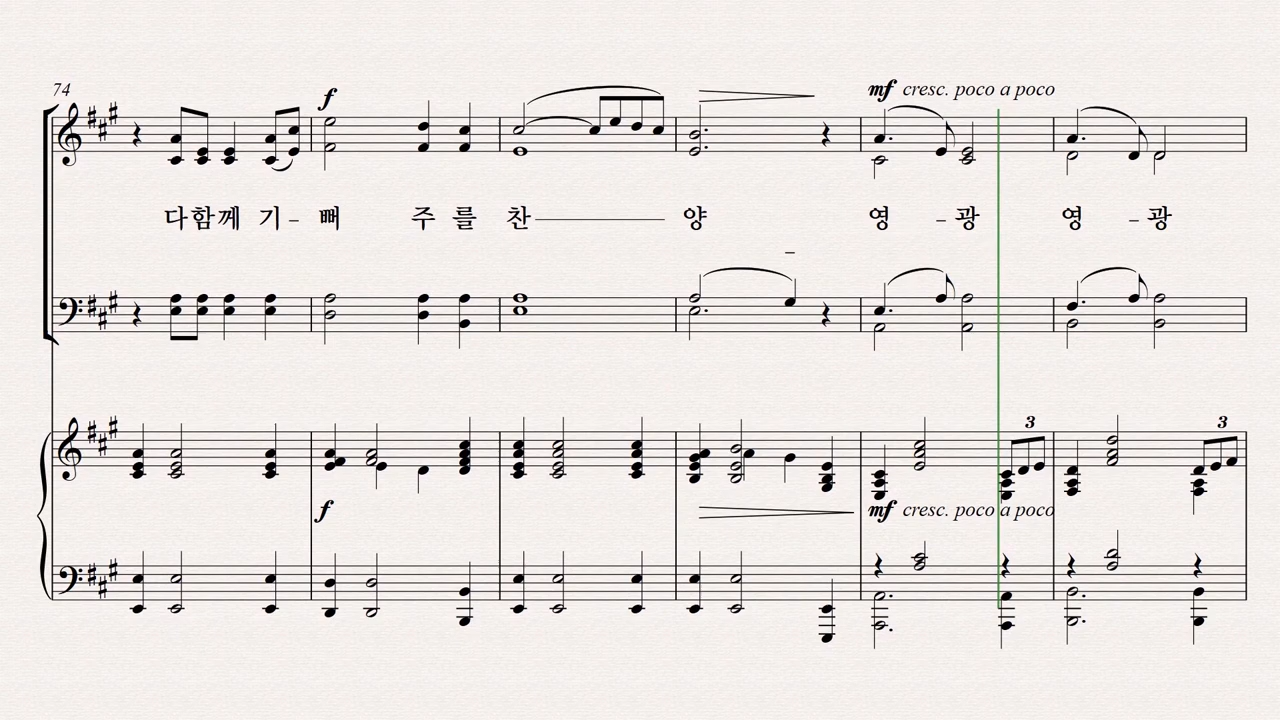 74
f
mf cresc. poco a poco
다함께 기 - 뻐 주 를 찬 양 영 - 광 영 - 광
3 3
f
mf cresc. poco a poco